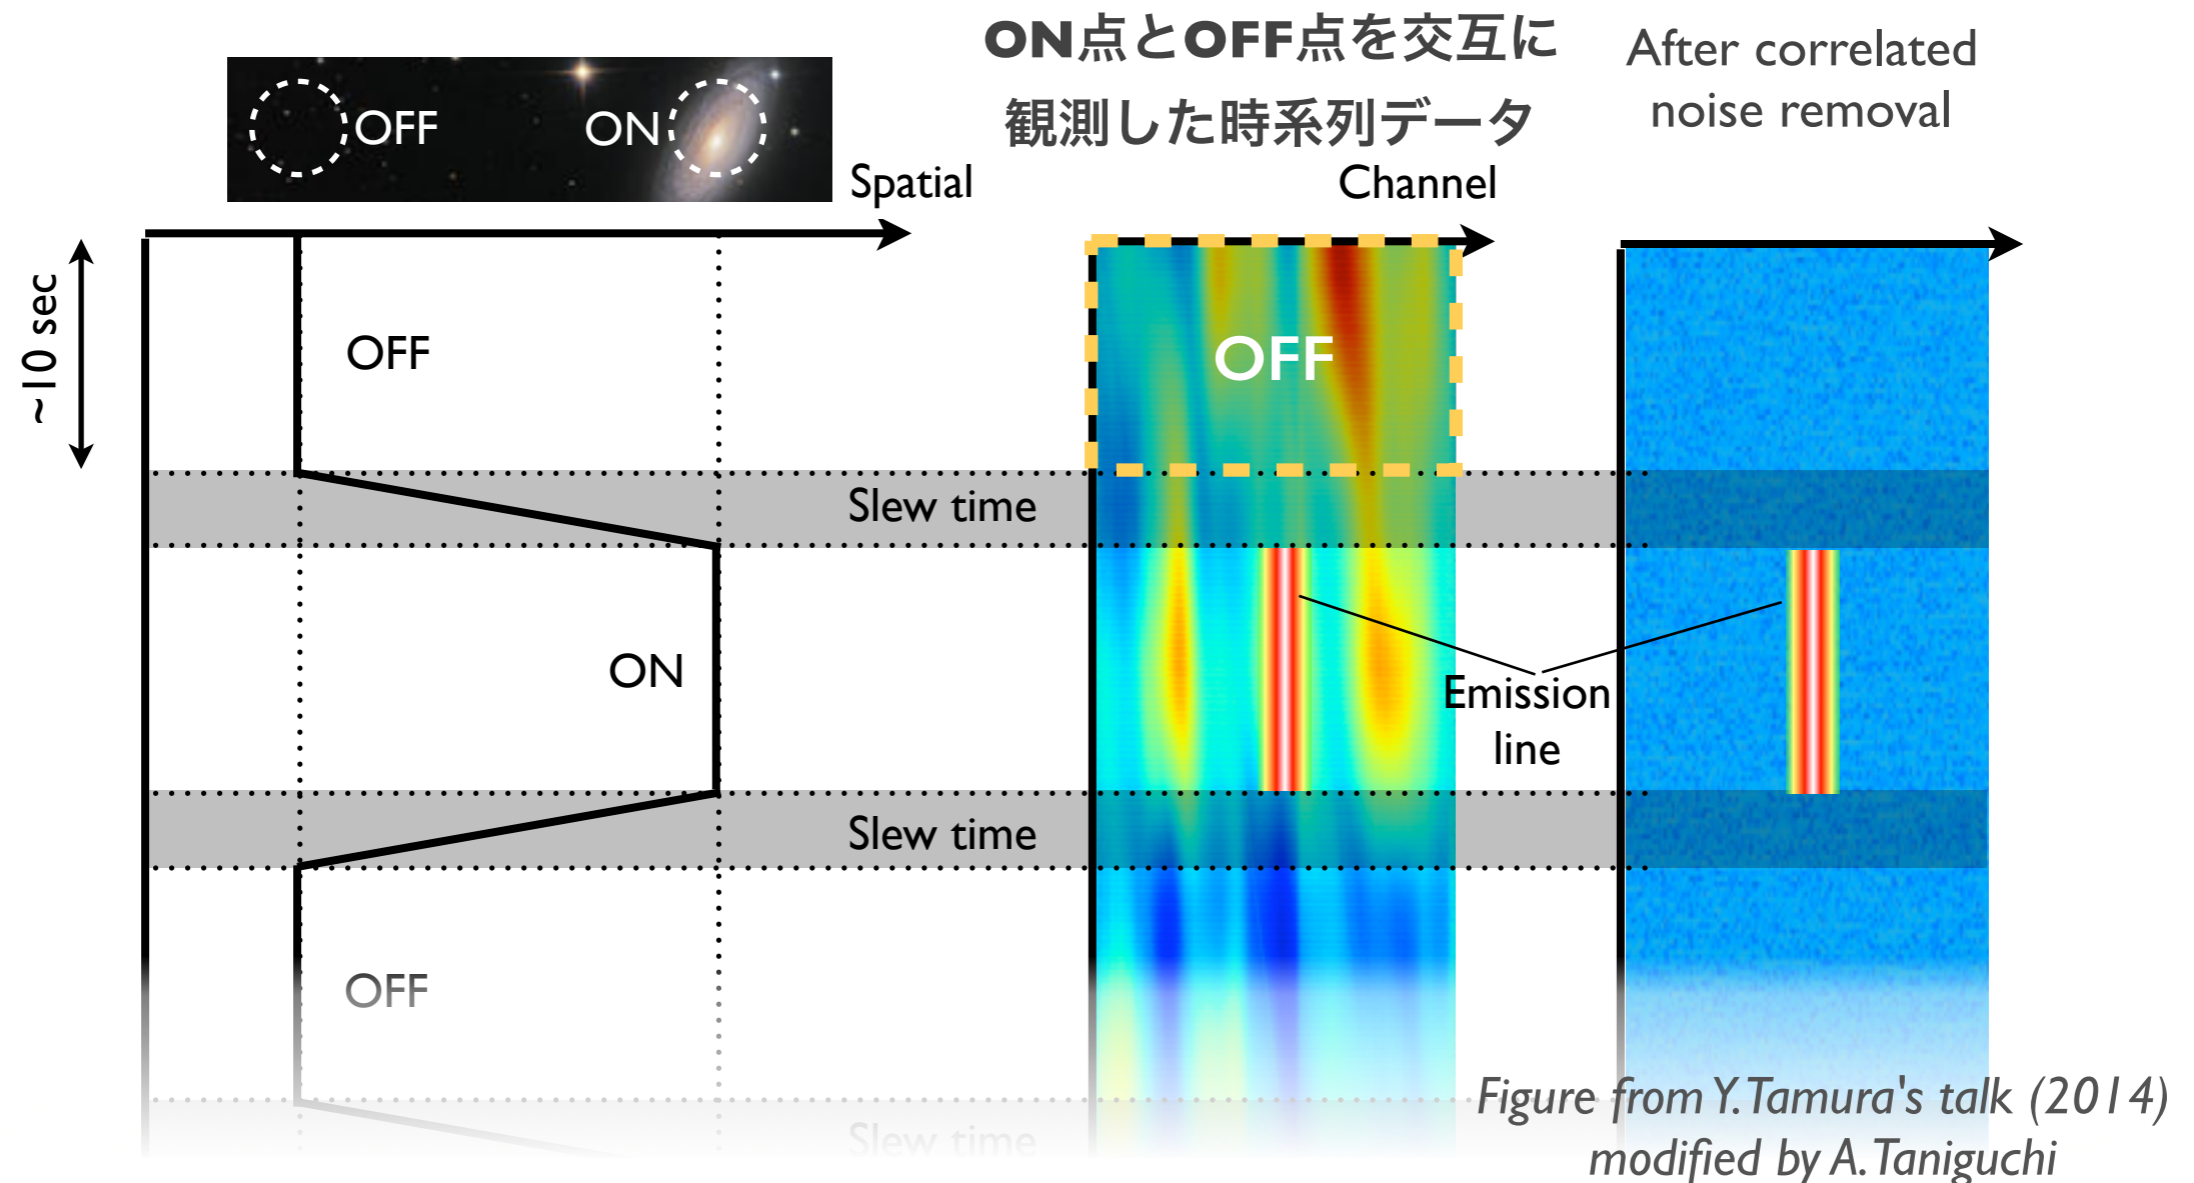 ON点とOFF点を交互に
観測した時系列データ
After correlated
noise removal
OFF
ON
Spatial
Channel
~10 sec
OFF
OFF
Slew time
ON
Emission
line
Slew time
OFF
Slew time
Figure from Y. Tamura's talk (2014)
modified by A. Taniguchi